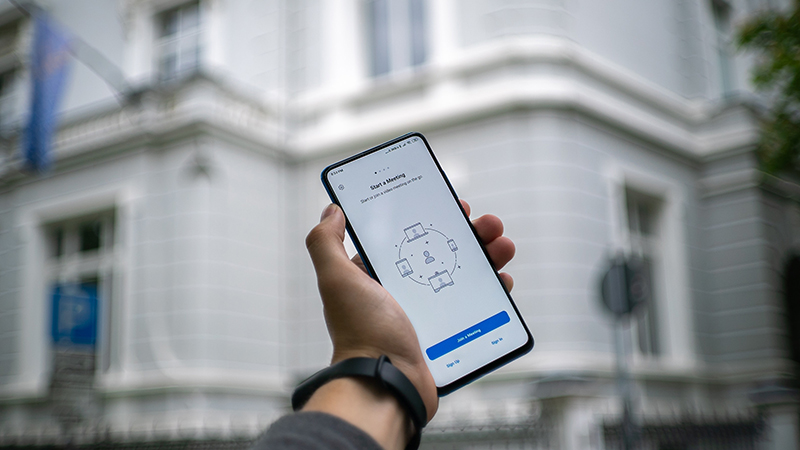 Start a Meeting
Start or join a video meeting on the go
Join a Meeting
Sign Up
Sign In